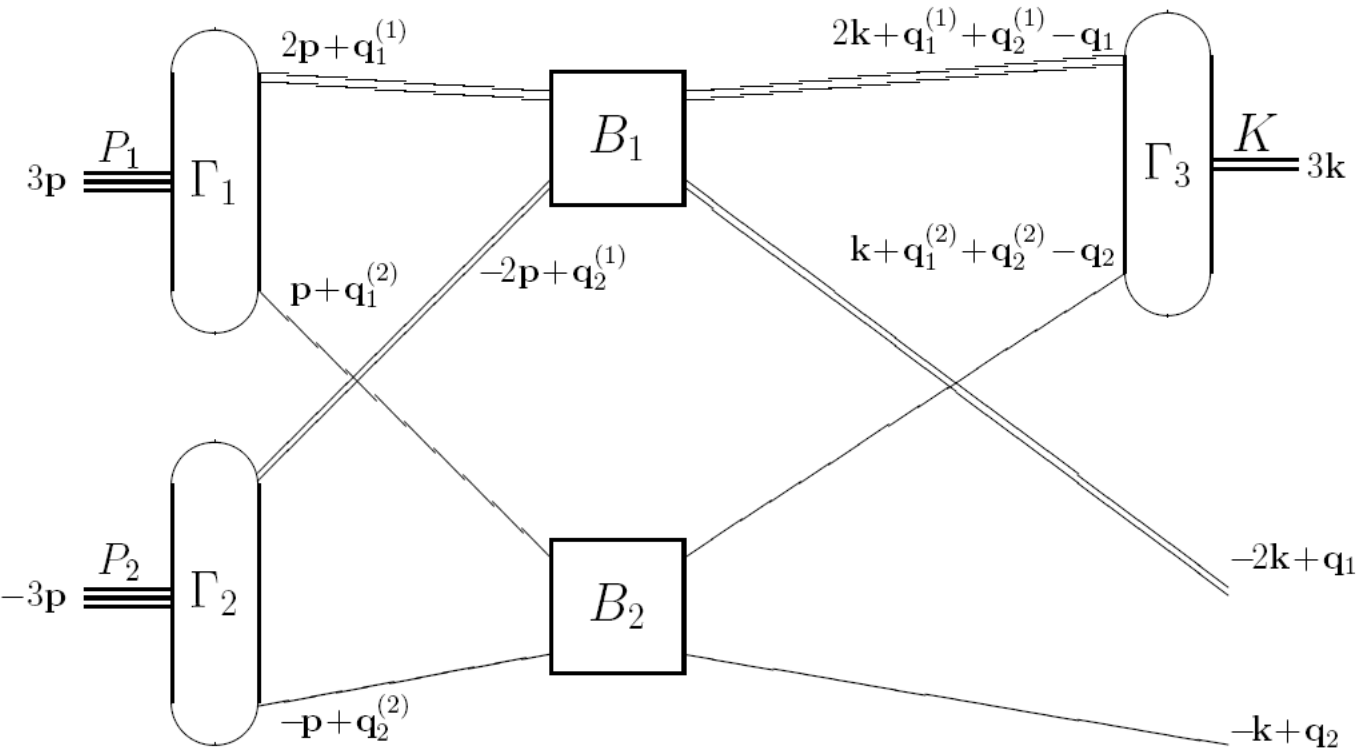 2p+q₁⁽¹⁾
2k+q₁⁽¹⁾+q₂⁽¹⁾−q₁
P₁
3p
Γ₁
B₁
Γ₃
K
3k
p+q₁⁽²⁾
−2p+q₂⁽¹⁾
k+q₁⁽²⁾+q₂⁽²⁾−q₂
P₂
−3p
Γ₂
B₂
−2k+q₁
−p+q₂⁽²⁾
−k+q₂